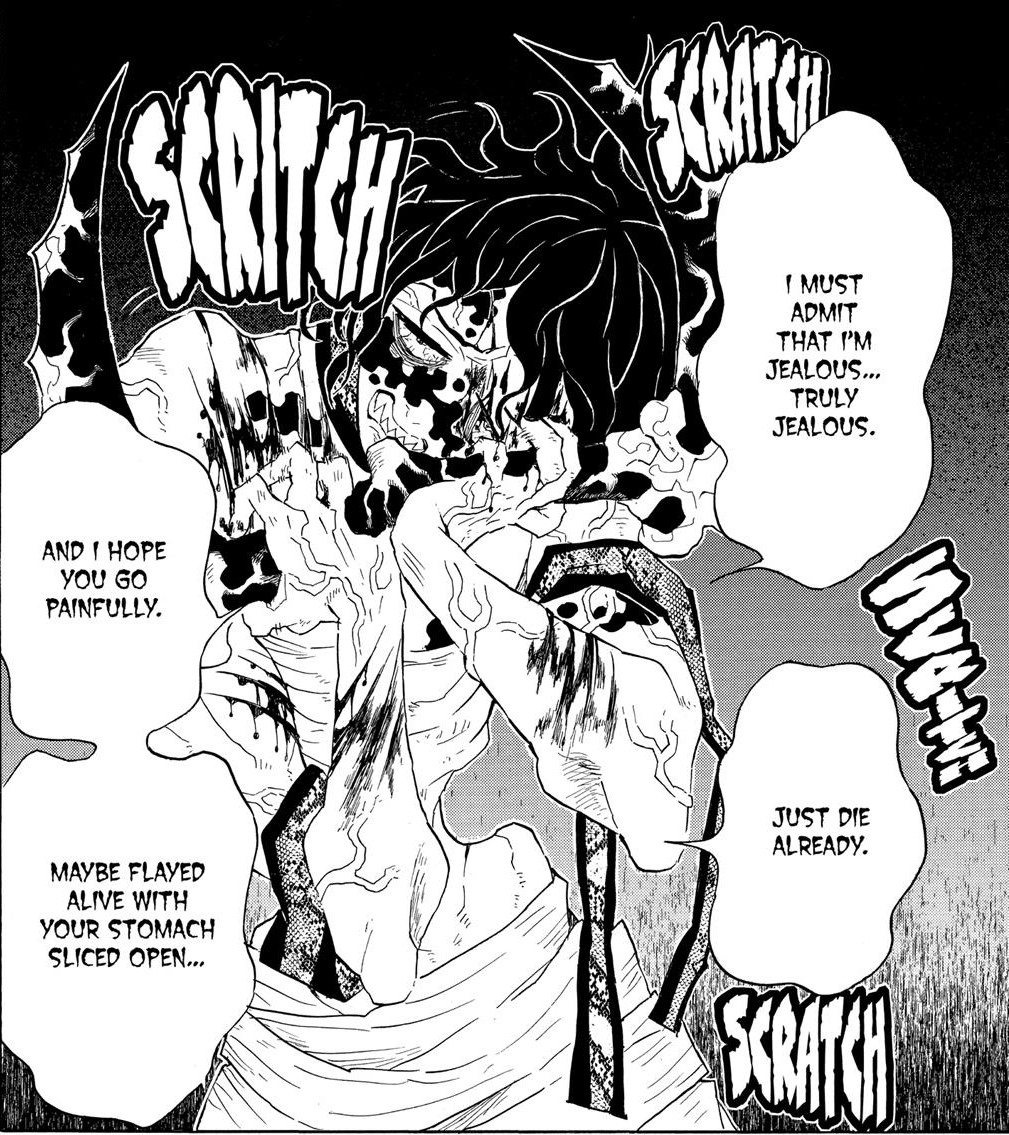 SCRATCH
SCRITCH
I MUST
ADMIT
THAT I'M
JEALOUS...
TRULY
JEALOUS.
JUST DIE
ALREADY.
SCRATCH
AND I HOPE
YOU GO
PAINFULLY.
MAYBE FLAYED
ALIVE WITH
YOUR STOMACH
SLICED OPEN...